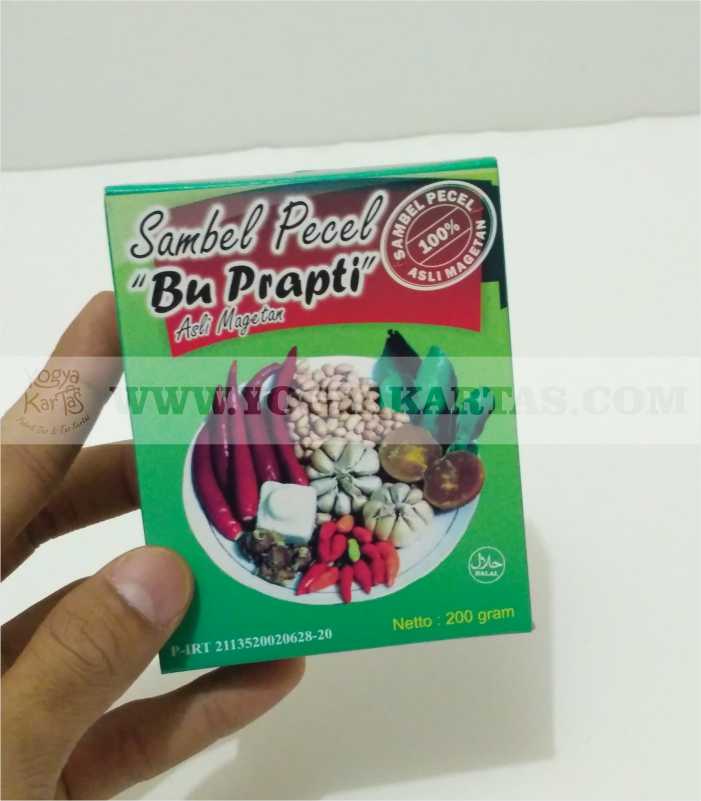 Sambel Pecel
"Bu Prapti"
Asli Magetan
SAMBEL PECEL
100%
ASLI MAGETAN
Yogya
Kartas
WWW.YOGYAKARTAS.COM
حلال
HALAL
Netto : 200 gram
P-IRT 2113520020628-20